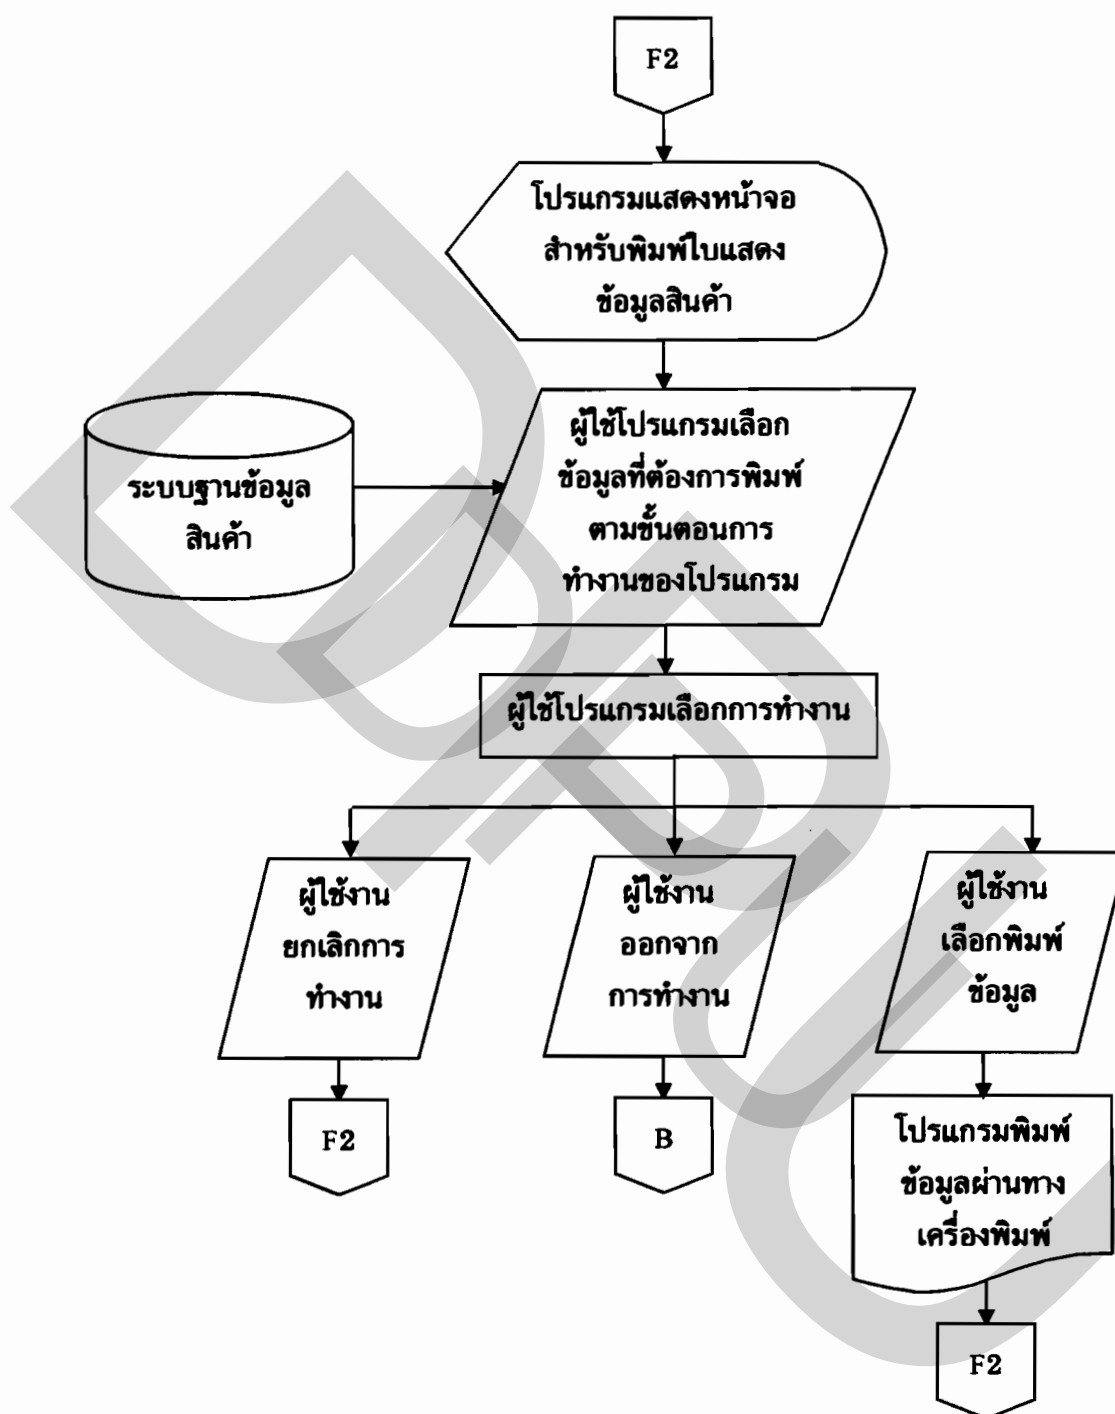 F2
โปรแกรมแสดงหน้าจอ
สำหรับพิมพ์ใบแสดง
ข้อมูลสินค้า
ระบบฐานข้อมูล
สินค้า
ผู้ใช้โปรแกรมเลือก
ข้อมูลที่ต้องการพิมพ์
ตามขั้นตอนการ
ทำงานของโปรแกรม
ผู้ใช้โปรแกรมเลือกการทำงาน
ผู้ใช้งาน
ยกเลิกการ
ทำงาน
ผู้ใช้งาน
ออกจาก
การทำงาน
ผู้ใช้งาน
เลือกพิมพ์
ข้อมูล
F2
B
โปรแกรมพิมพ์
ข้อมูลผ่านทาง
เครื่องพิมพ์
F2
DPU